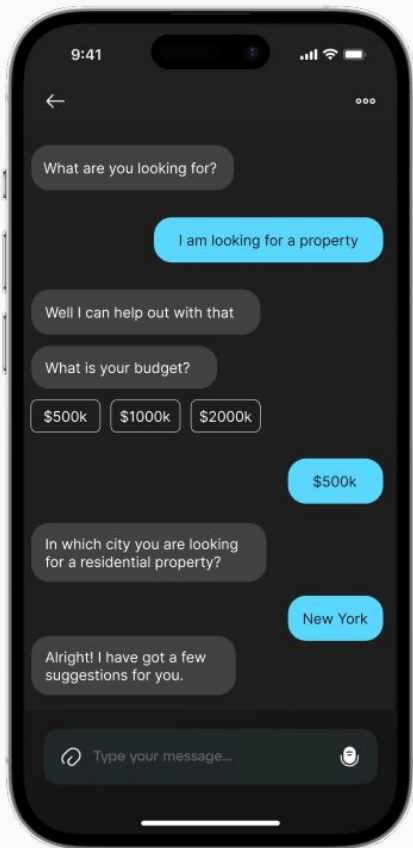 9:41
What are you looking for?
I am looking for a property
Well I can help out with that
What is your budget?
$500k $1000k $2000k
$500k
In which city you are looking
for a residential property?
New York
Alright! I have got a few
suggestions for you.
Type your message...